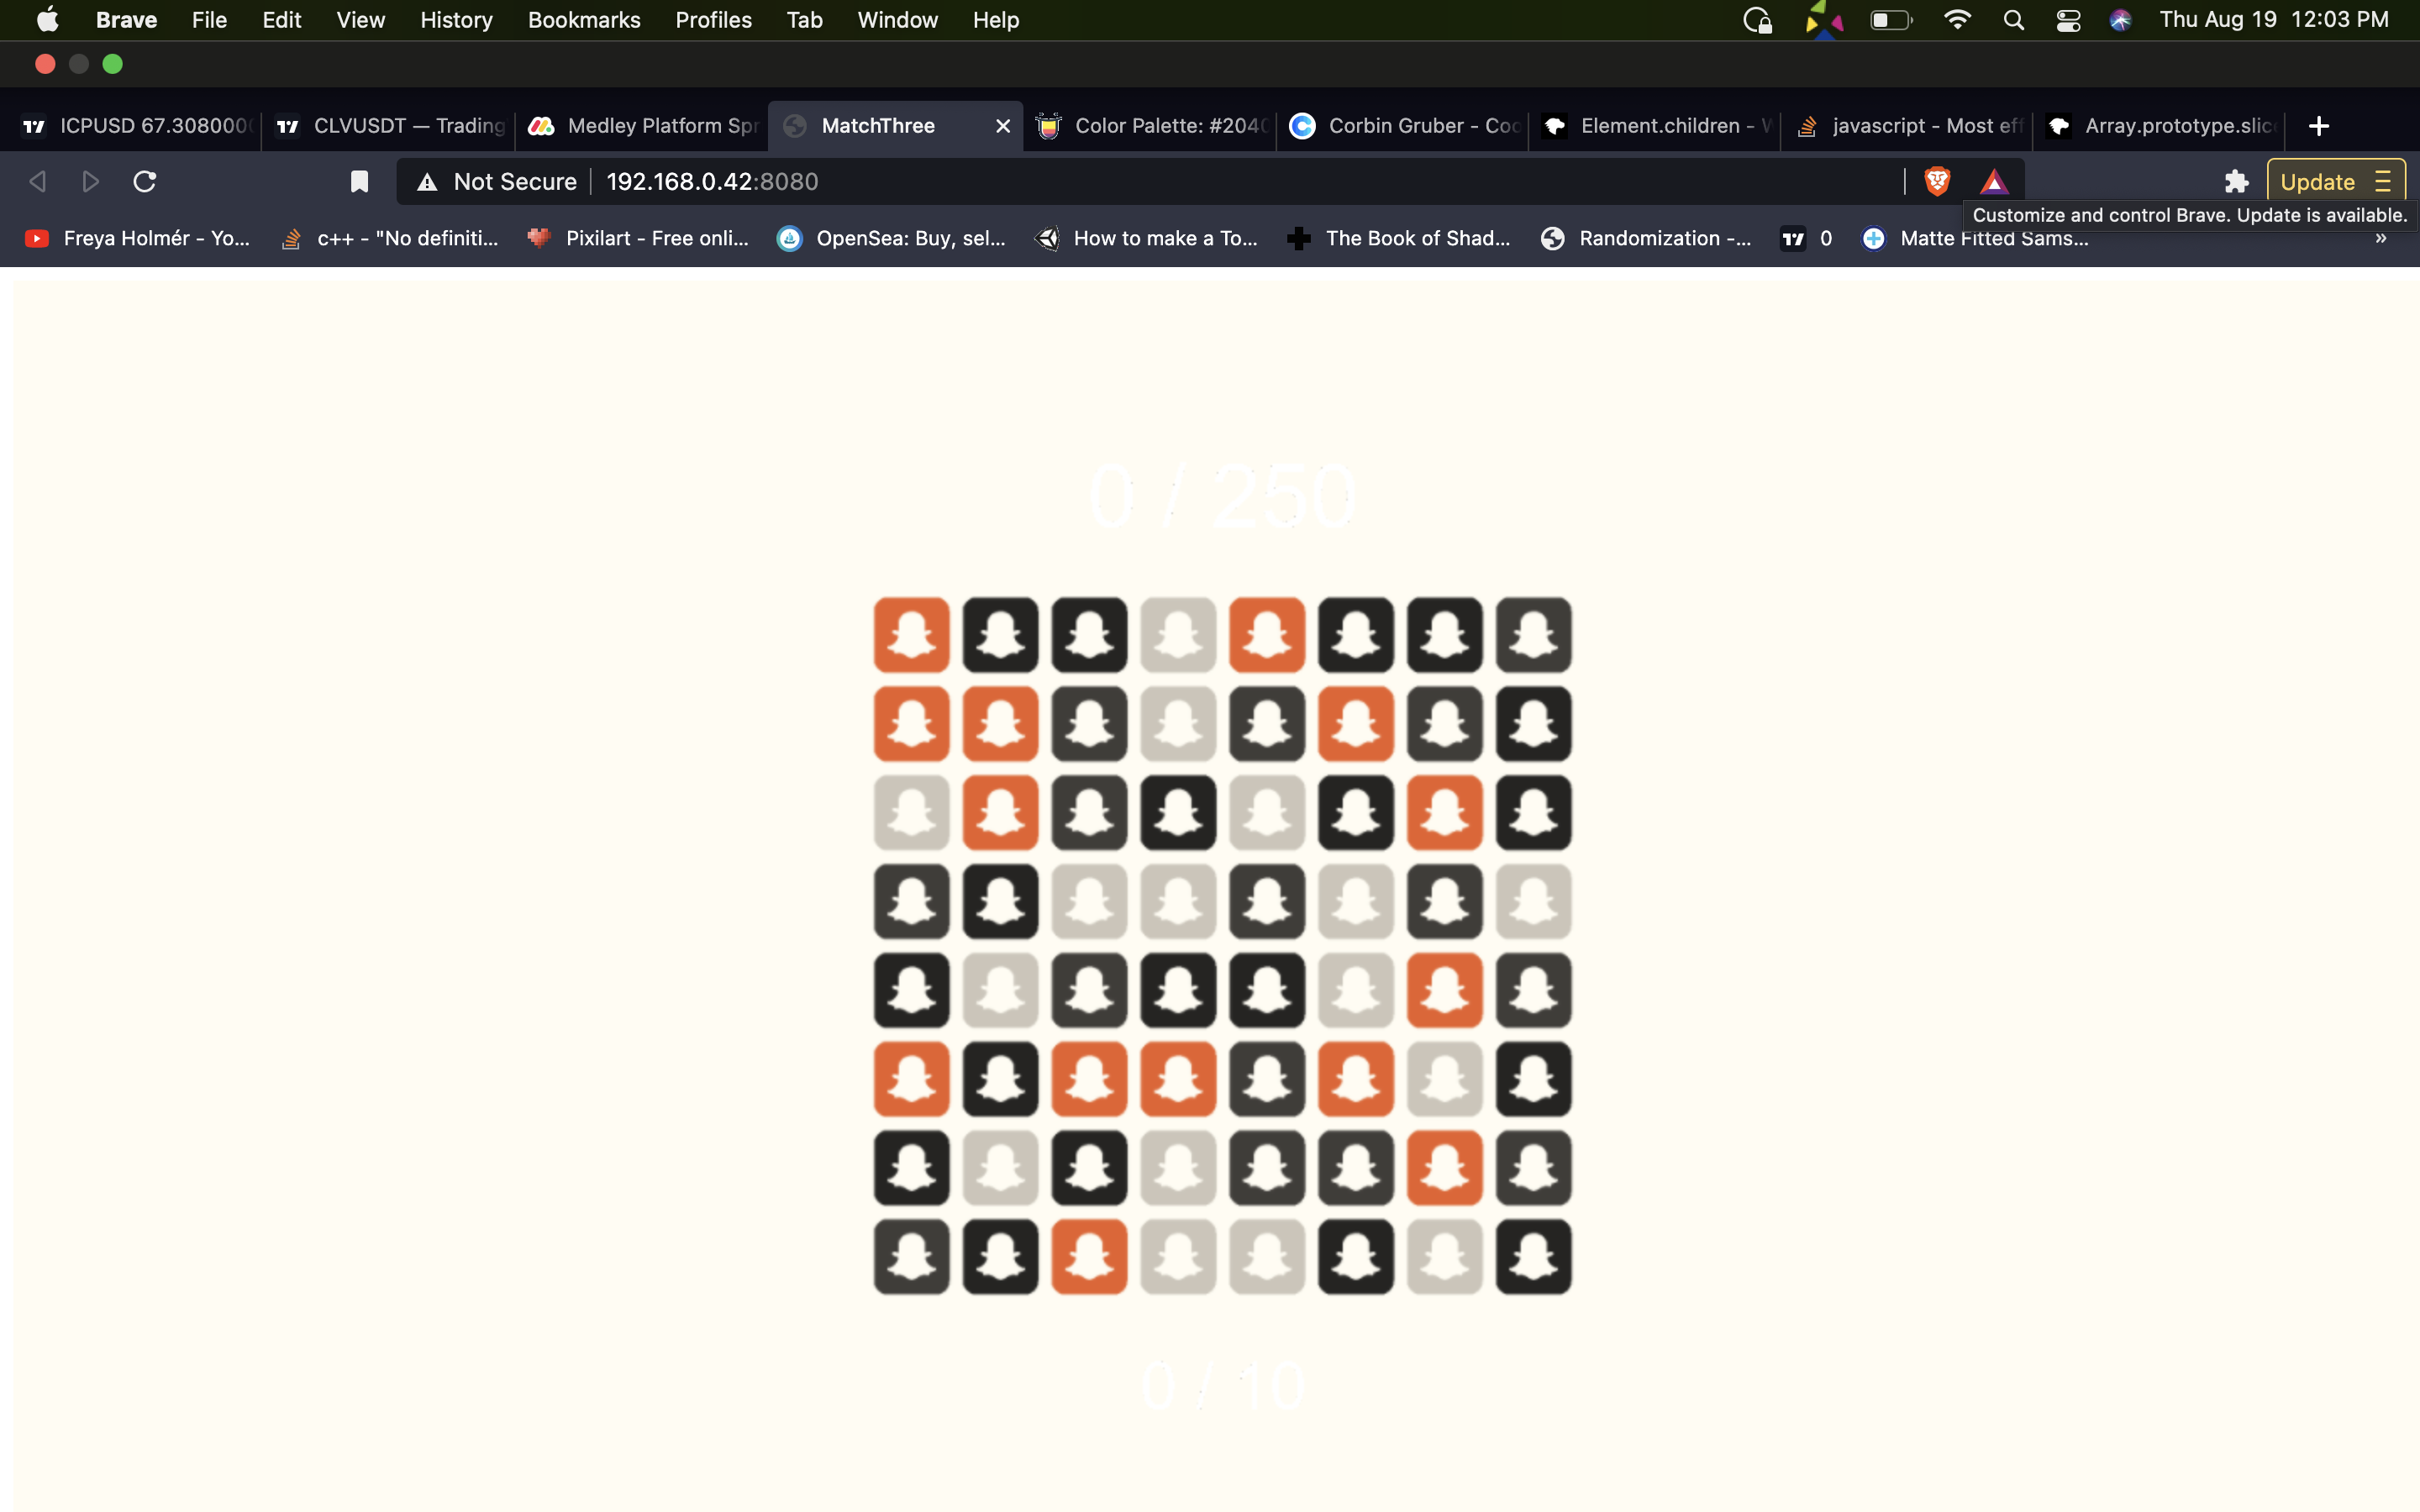 Brave File Edit View History Bookmarks Profiles Tab Window Help Thu Aug 19 12:03 PM
ICPUSD 67.308000 CLVUSDT — Trading Medley Platform Spr MatchThree Color Palette: #204 Corbin Gruber - Coo Element.children - javascript - Most eff Array.prototype.slic
Not Secure 192.168.0.42:8080 Update
Customize and control Brave. Update is available.
Freya Holmér - Yo... c++ - "No definiti... Pixilart - Free onli... OpenSea: Buy, sel... How to make a To... The Book of Shad... Randomization -... 0 Matte Fitted Sams... »
0 / 250
0 / 10